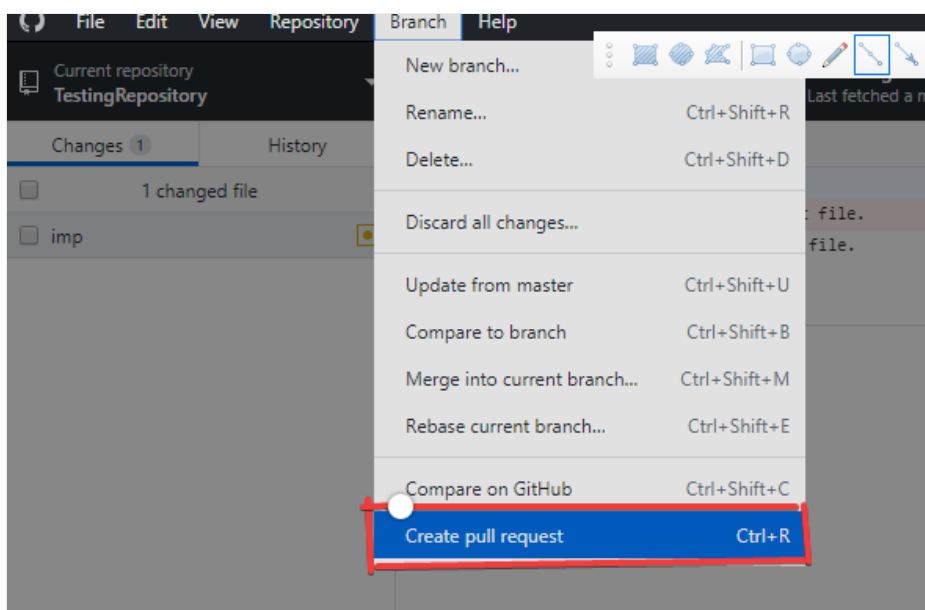 File Edit View Repository Branch Help
Current repository
TestingRepository
Last fetched a
Changes 1 History
1 changed file
imp
New branch...
Rename... Ctrl+Shift+R
Delete... Ctrl+Shift+D
Discard all changes...
Update from master Ctrl+Shift+U
Compare to branch Ctrl+Shift+B
Merge into current branch... Ctrl+Shift+M
Rebase current branch... Ctrl+Shift+E
Compare on GitHub Ctrl+Shift+C
Create pull request Ctrl+R
file.
file.